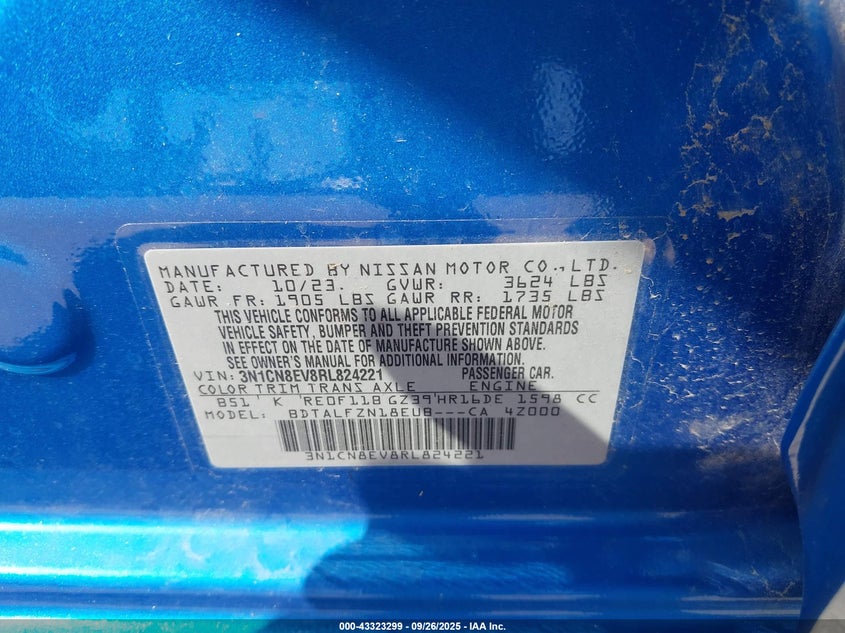 MANUFACTURED BY NISSAN MOTOR CO.,LTD.
DATE: 10/23. GVWR: 3624 LBS
GAWR FR: 1905 LBS GAWR RR: 1735 LBS
THIS VEHICLE CONFORMS TO ALL APPLICABLE FEDERAL MOTOR
VEHICLE SAFETY, BUMPER AND THEFT PREVENTION STANDARDS
IN EFFECT ON THE DATE OF MANUFACTURE SHOWN ABOVE.
SEE OWNER'S MANUAL FOR ADDITIONAL INFORMATION.
VIN: 3N1CN8EV8RL824221 PASSENGER CAR.
COLOR TRIM TRANS AXLE ENGINE
B51 K RE0F11B GZ39 HR16DE 1598 CC
MODEL: BDTALFZN18EUB---CA 4Z000
3N1CN8EV8RL824221
000-43323299 - 09/26/2025 - IAA Inc.